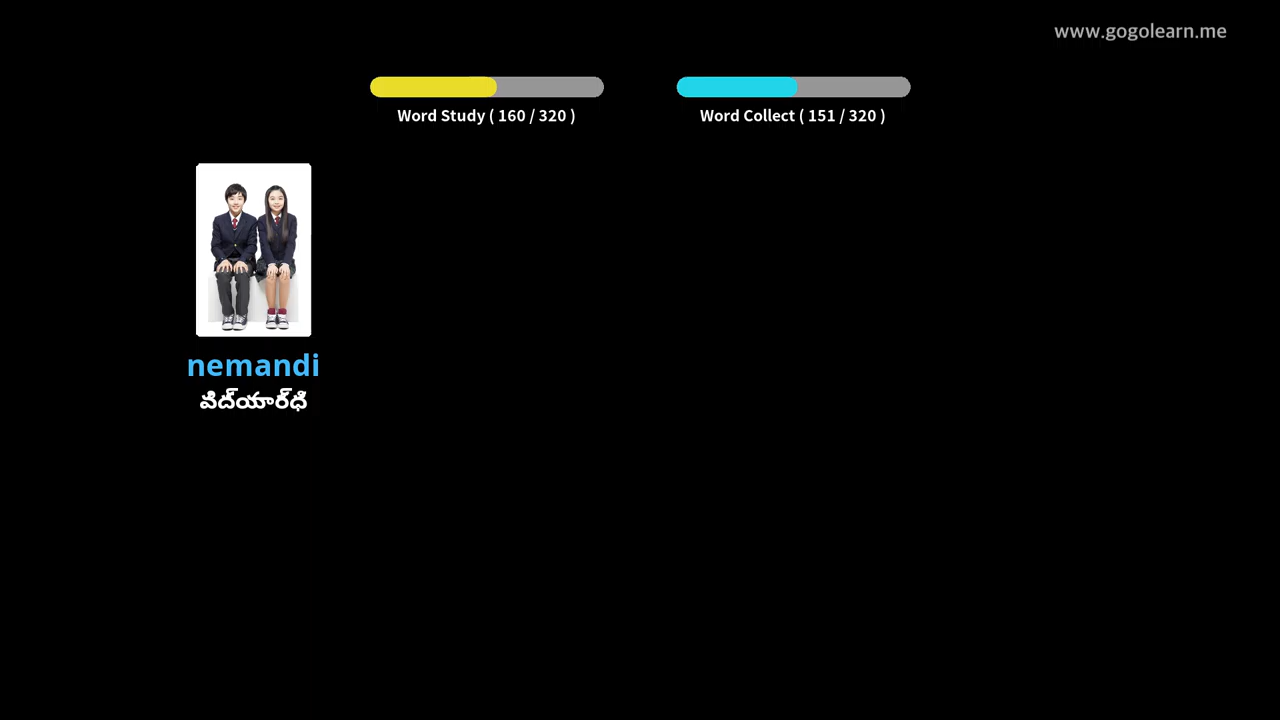 www.gogolearn.me
Word Study ( 160 / 320 )
Word Collect ( 151 / 320 )
nemandi
విద్యార్ధి